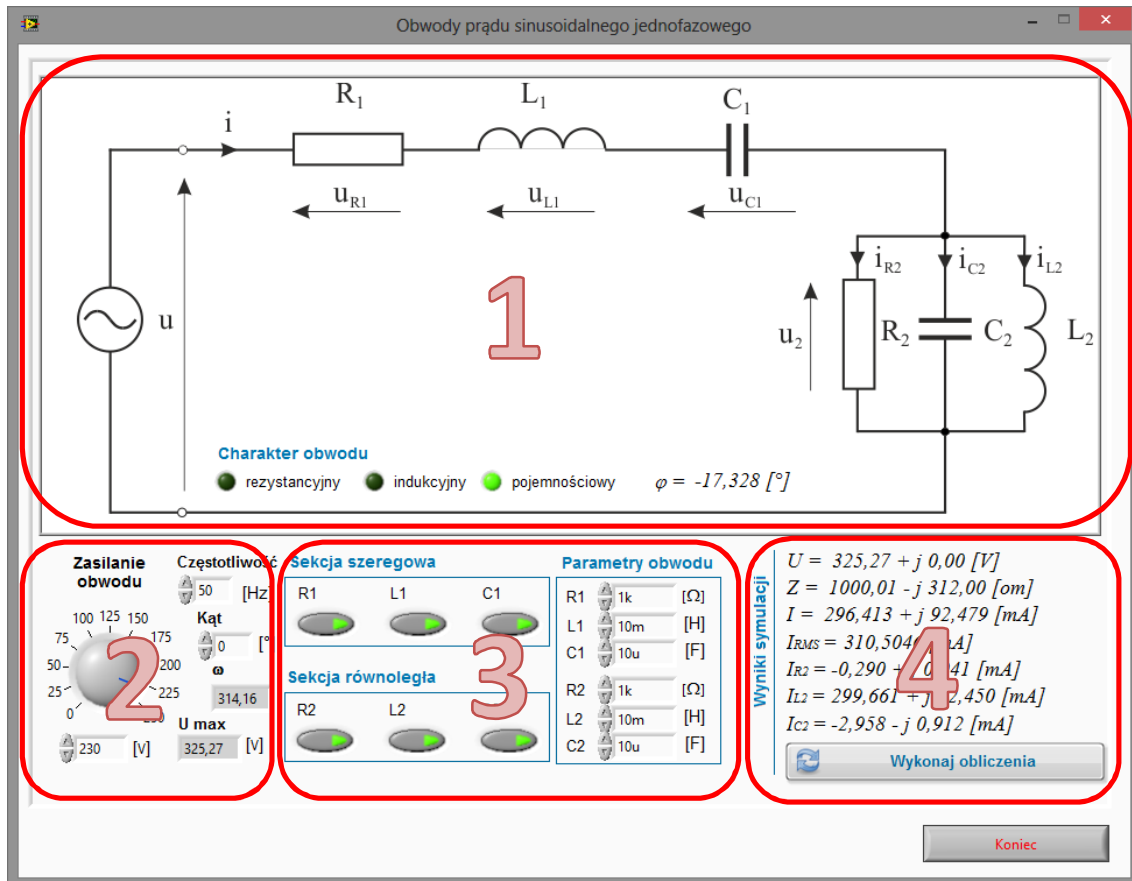 Obwody prądu sinusoidalnego jednofazowego
R1
L1
C1
i
uR1
uL1
uC1
iR2
iC2
iL2
u
1
u2
R2
C2
L2
Charakter obwodu
rezystancyjny
indukcyjny
pojemnościowy
φ = -17,328 [°]
Zasilanie
obwodu
Częstotliwość
50 [Hz]
Kąt
0
ω
314,16
U max
325,27 [V]
0
25
50
75
100
125
150
175
200
225
230 [V]
2
Sekcja szeregowa
R1 L1 C1
Sekcja równoległa
R2 L2
3
Parametry obwodu
R1 1k [Ω]
L1 10m [H]
C1 10u [F]
R2 1k [Ω]
L2 10m [H]
C2 10u [F]
Wyniki symulacji
U = 325,27 + j 0,00 [V]
Z = 1000,01 - j 312,00 [om]
I = 296,413 + j 92,479 [mA]
IRMS = 310,504
IR2 = -0,290 + [mA]
IL2 = 299,661 + [mA]
IC2 = -2,958 - j 0,912 [mA]
4
Wykonaj obliczenia
Koniec